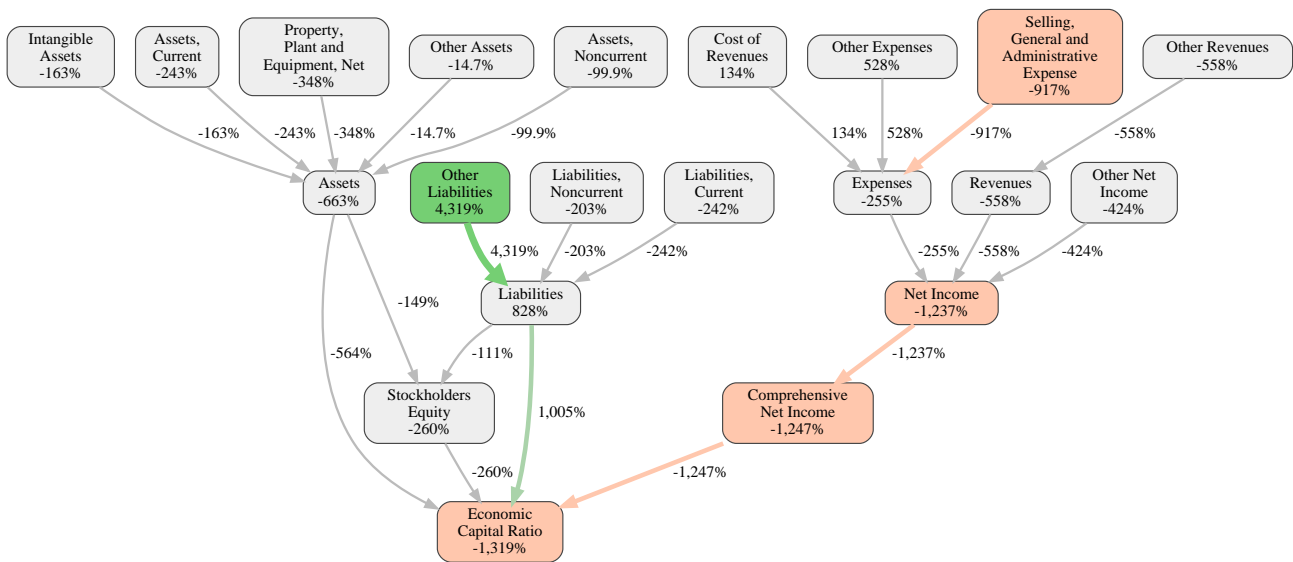 Intangible
Assets
-163%
Assets,
Current
-243%
Property,
Plant and
Equipment, Net
-348%
Other Assets
-14.7%
Assets,
Noncurrent
-99.9%
Cost of
Revenues
134%
Other Expenses
528%
Selling,
General and
Administrative
Expense
-917%
Other Revenues
-558%
-163%
-243%
-348%
-14.7%
-99.9%
134%
528%
-917%
-558%
Assets
-663%
Other
Liabilities
4,319%
Liabilities,
Noncurrent
-203%
Liabilities,
Current
-242%
Expenses
-255%
Revenues
-558%
Other Net
Income
-424%
4,319%
-203%
-242%
-255%
-558%
-424%
Liabilities
828%
Net Income
-1,237%
-149%
-564%
-111%
-1,237%
Stockholders
Equity
-260%
1,005%
Comprehensive
Net Income
-1,247%
-260%
-1,247%
Economic
Capital Ratio
-1,319%